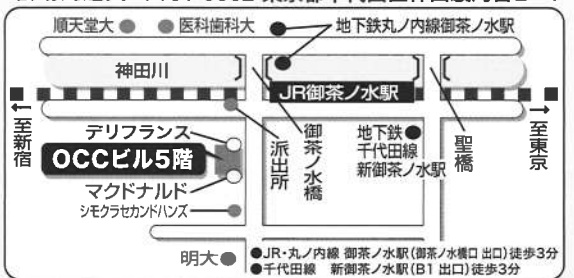 順天堂大
医科歯科大
地下鉄丸ノ内線御茶ノ水駅
神田川
JR御茶ノ水駅
至新宿
至東京
デリフランス
OCCビル5階
マクドナルド
シモクラセカンドハンズ
派出所
御茶ノ水橋
地下鉄
千代田線
新御茶ノ水駅
聖橋
明大
●JR・丸ノ内線 御茶ノ水駅(御茶ノ水橋口 出口)徒歩3分
●千代田線 新御茶ノ水駅(B1 出口)徒歩3分